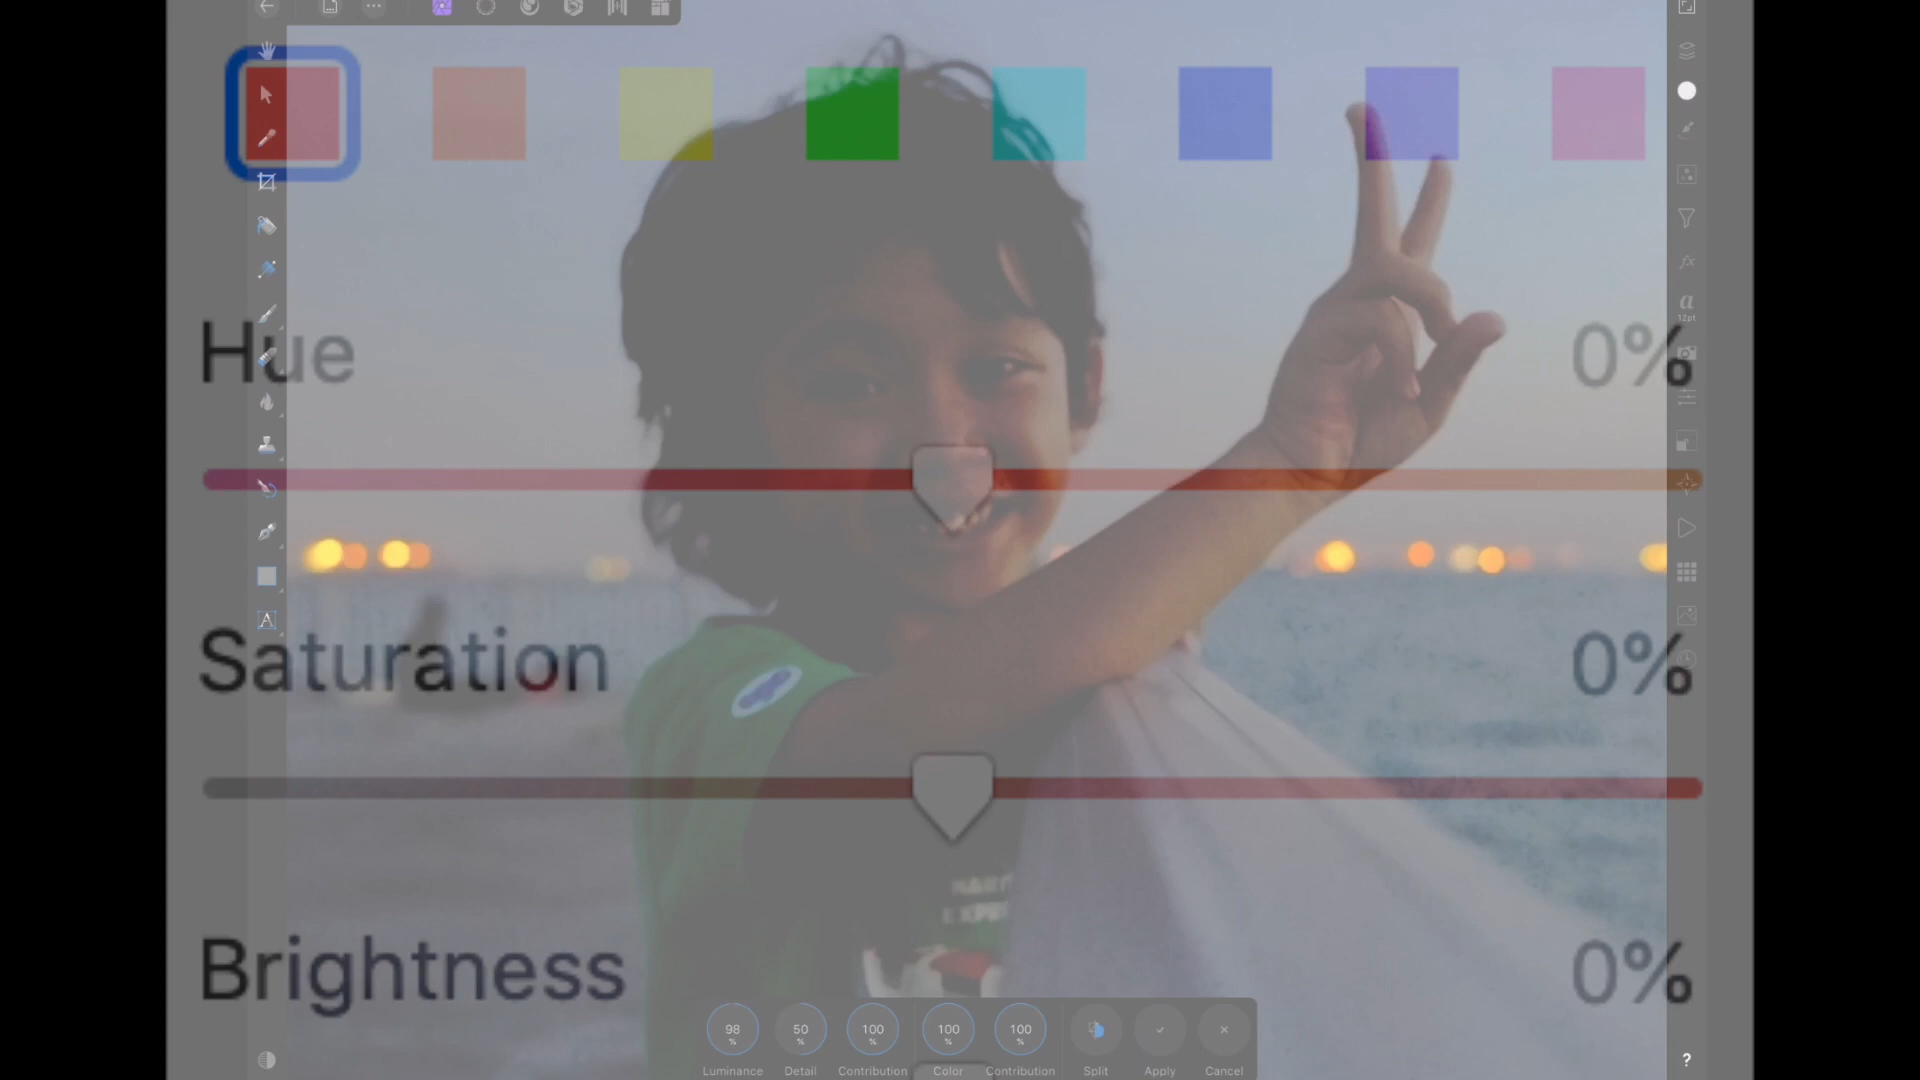 a
12pt
Hue
0%
A
Saturation
0%
Brightness
0%
98
%
50
%
100
%
100
%
100
%
Luminance
Detail
Contribution
Color
Contribution
Split
Apply
Cancel
?